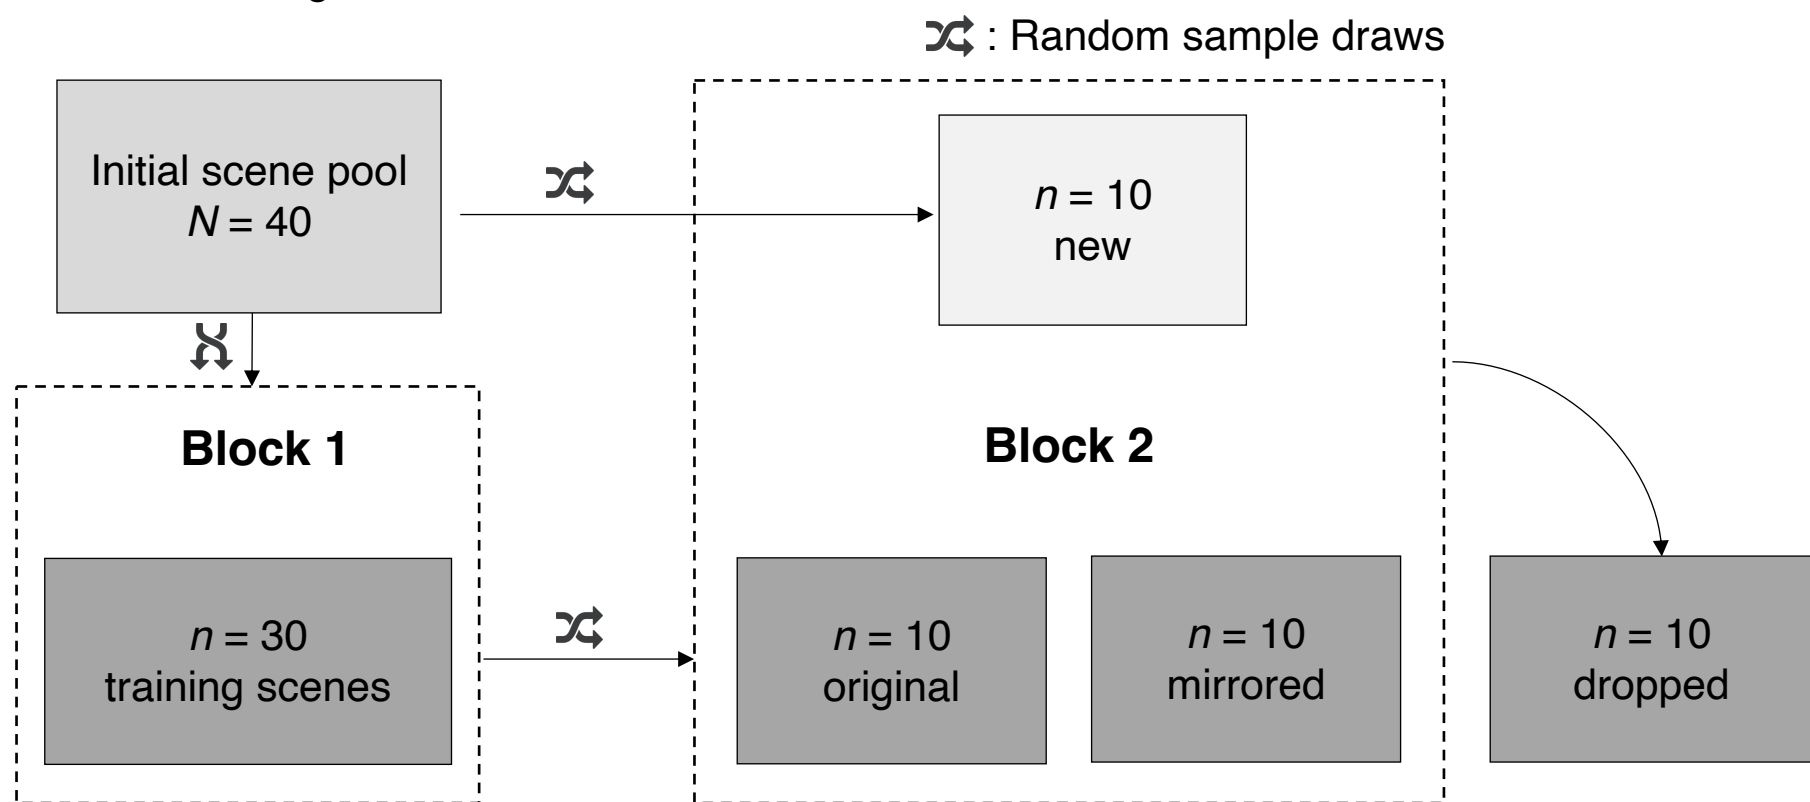 : Random sample draws
Initial scene pool
N = 40
n = 10
new
Block 1
Block 2
n = 30
training scenes
n = 10
original
n = 10
mirrored
n = 10
dropped